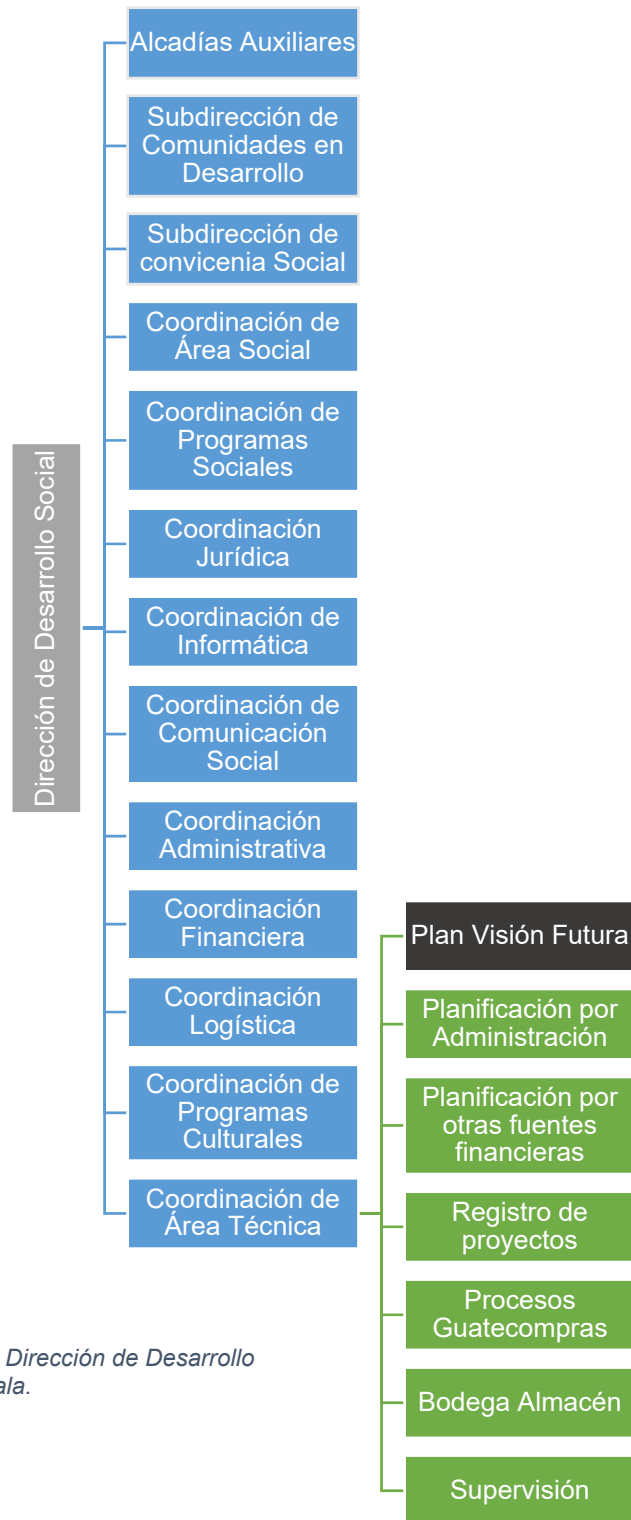 Dirección de Desarrollo Social
Alcadías Auxiliares
Subdirección de
Comunidades en
Desarrollo
Subdirección de
convicenia Social
Coordinación de
Área Social
Coordinación de
Programas
Sociales
Coordinación
Jurídica
Coordinación de
Informática
Coordinación de
Comunicación
Social
Coordinación
Administrativa
Coordinación
Financiera
Coordinación
Logística
Coordinación de
Programas
Culturales
Coordinación de
Área Técnica
Plan Visión Futura
Planificación por
Administración
Planificación por
otras fuentes
financieras
Registro de
proyectos
Procesos
Guatecompras
Bodega Almacén
Supervisión
Dirección de Desarrollo
ala.